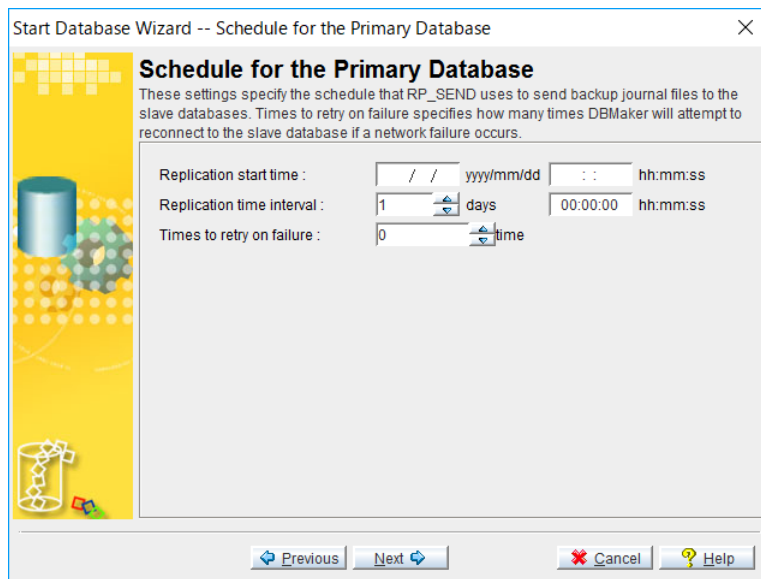 Start Database Wizard -- Schedule for the Primary Database
Schedule for the Primary Database
These settings specify the schedule that RP_SEND uses to send backup journal files to the
slave databases. Times to retry on failure specifies how many times DBMaker will attempt to
reconnect to the slave database if a network failure occurs.
Replication start time : / / yyyy/mm/dd : : hh:mm:ss
Replication time interval : 1 days 00:00:00 hh:mm:ss
Times to retry on failure : 0 time
Previous Next Cancel Help